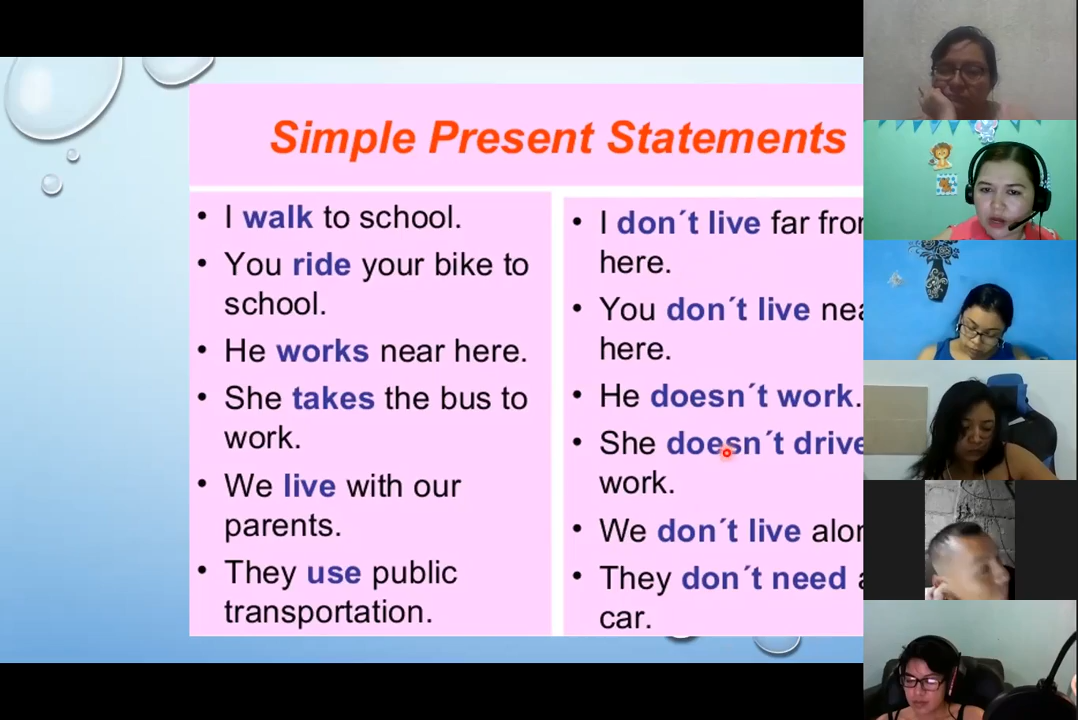 Simple Present Statements
• I walk to school.
• You ride your bike to
school.
• He works near here.
• She takes the bus to
work.
• We live with our
parents.
• They use public
transportation.
• I don´t live far
here.
• You don´t live
here.
• He doesn´t work.
• She doesn´t drive
work.
• We don´t live
• They don´t need
car.